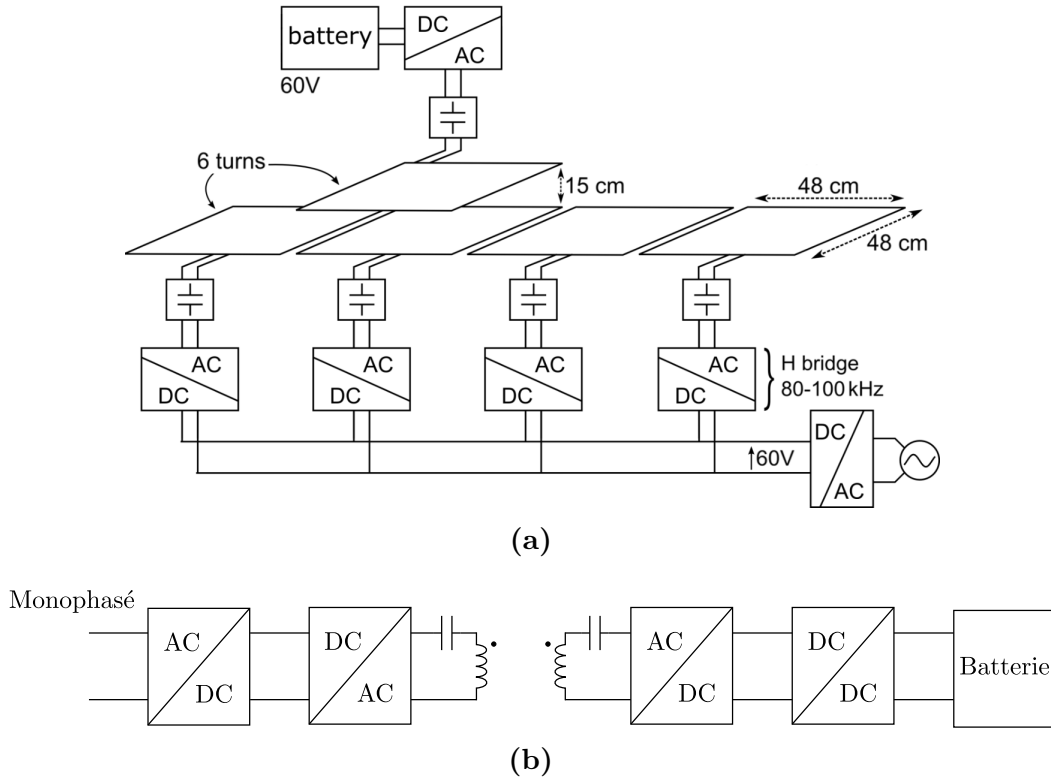 battery
DC
AC
60V
6 turns
15 cm
48 cm
48 cm
AC
DC
AC
DC
AC
DC
AC
DC
H bridge
80-100 kHz
60V
DC
AC
(a)
Monophasé
AC
DC
DC
AC
AC
DC
DC
DC
Batterie
(b)